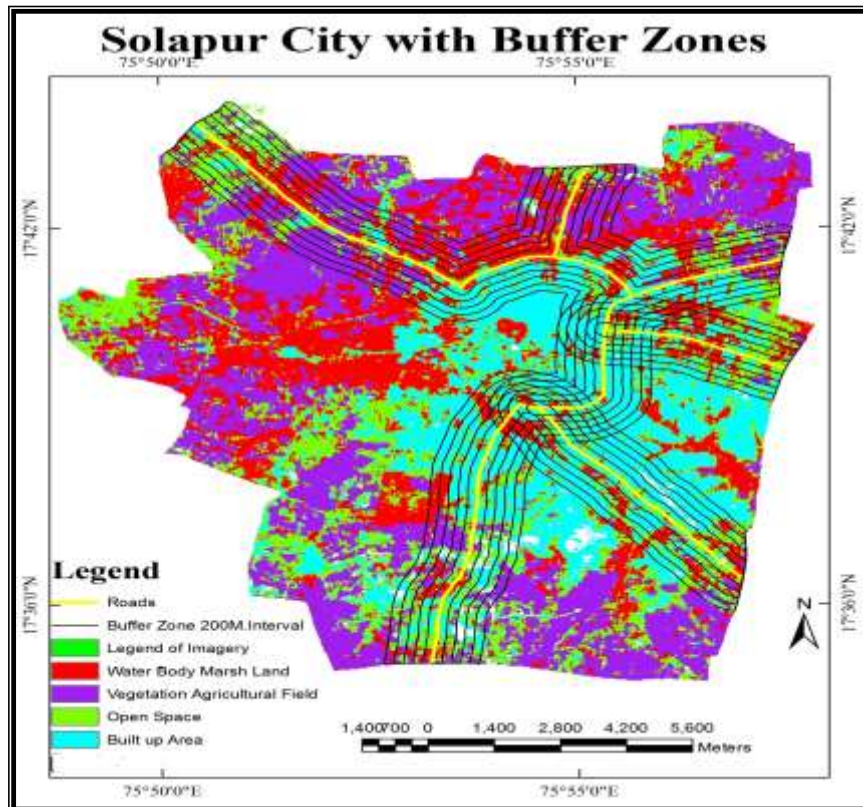 Solapur City with Buffer Zones
75°50'0"E 75°55'0"E
17°42'0"N 17°42'0"N
Legend
Roads
Buffer Zone 200M.Interval
Legend of Imagery
Water Body Marsh Land
Vegetation Agricultural Field
Open Space
Built up Area
17°36'0"N 17°36'0"N
N
1,400 700 0 1,400 2,800 4,200 5,600
Meters
75°50'0"E 75°55'0"E